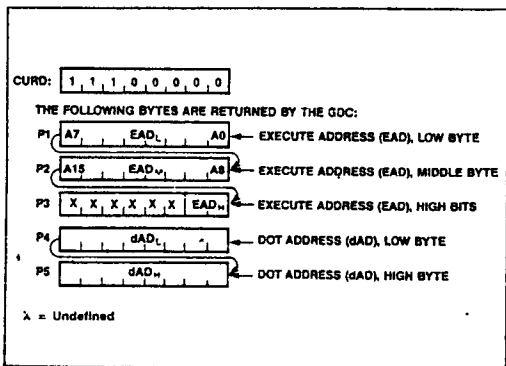 CURD: 1 1 1 0 0 0 0 0
THE FOLLOWING BYTES ARE RETURNED BY THE GDC:
P1 A7 EADL A0 EXECUTE ADDRESS (EAD), LOW BYTE
P2 A15 EADM A8 EXECUTE ADDRESS (EAD), MIDDLE BYTE
P3 X X X X X X EADH EXECUTE ADDRESS (EAD), HIGH BITS
P4 dADL DOT ADDRESS (dAD), LOW BYTE
P5 dADH DOT ADDRESS (dAD), HIGH BYTE
X = Undefined